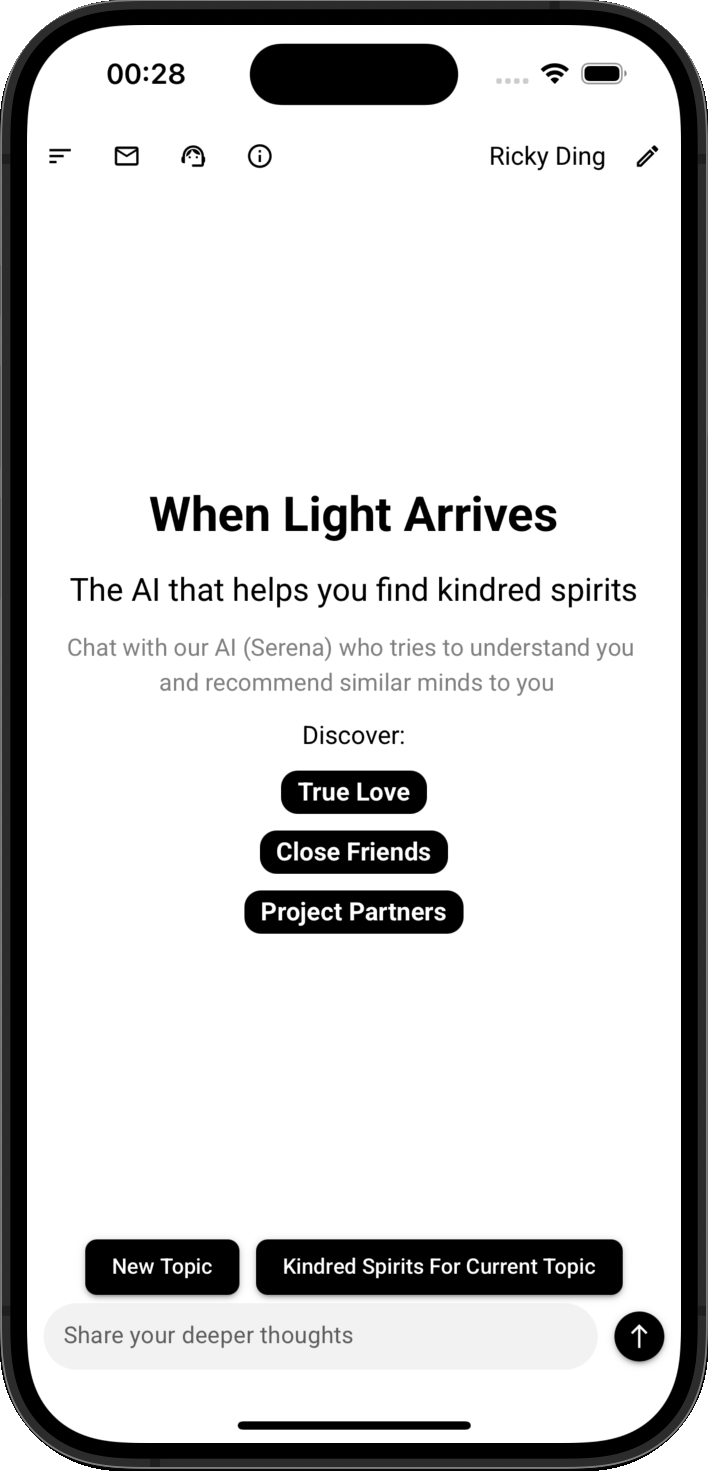 00:28
Ricky Ding
When Light Arrives
The AI that helps you find kindred spirits
Chat with our AI (Serena) who tries to understand you
and recommend similar minds to you
Discover:
True Love
Close Friends
Project Partners
New Topic
Kindred Spirits For Current Topic
Share your deeper thoughts